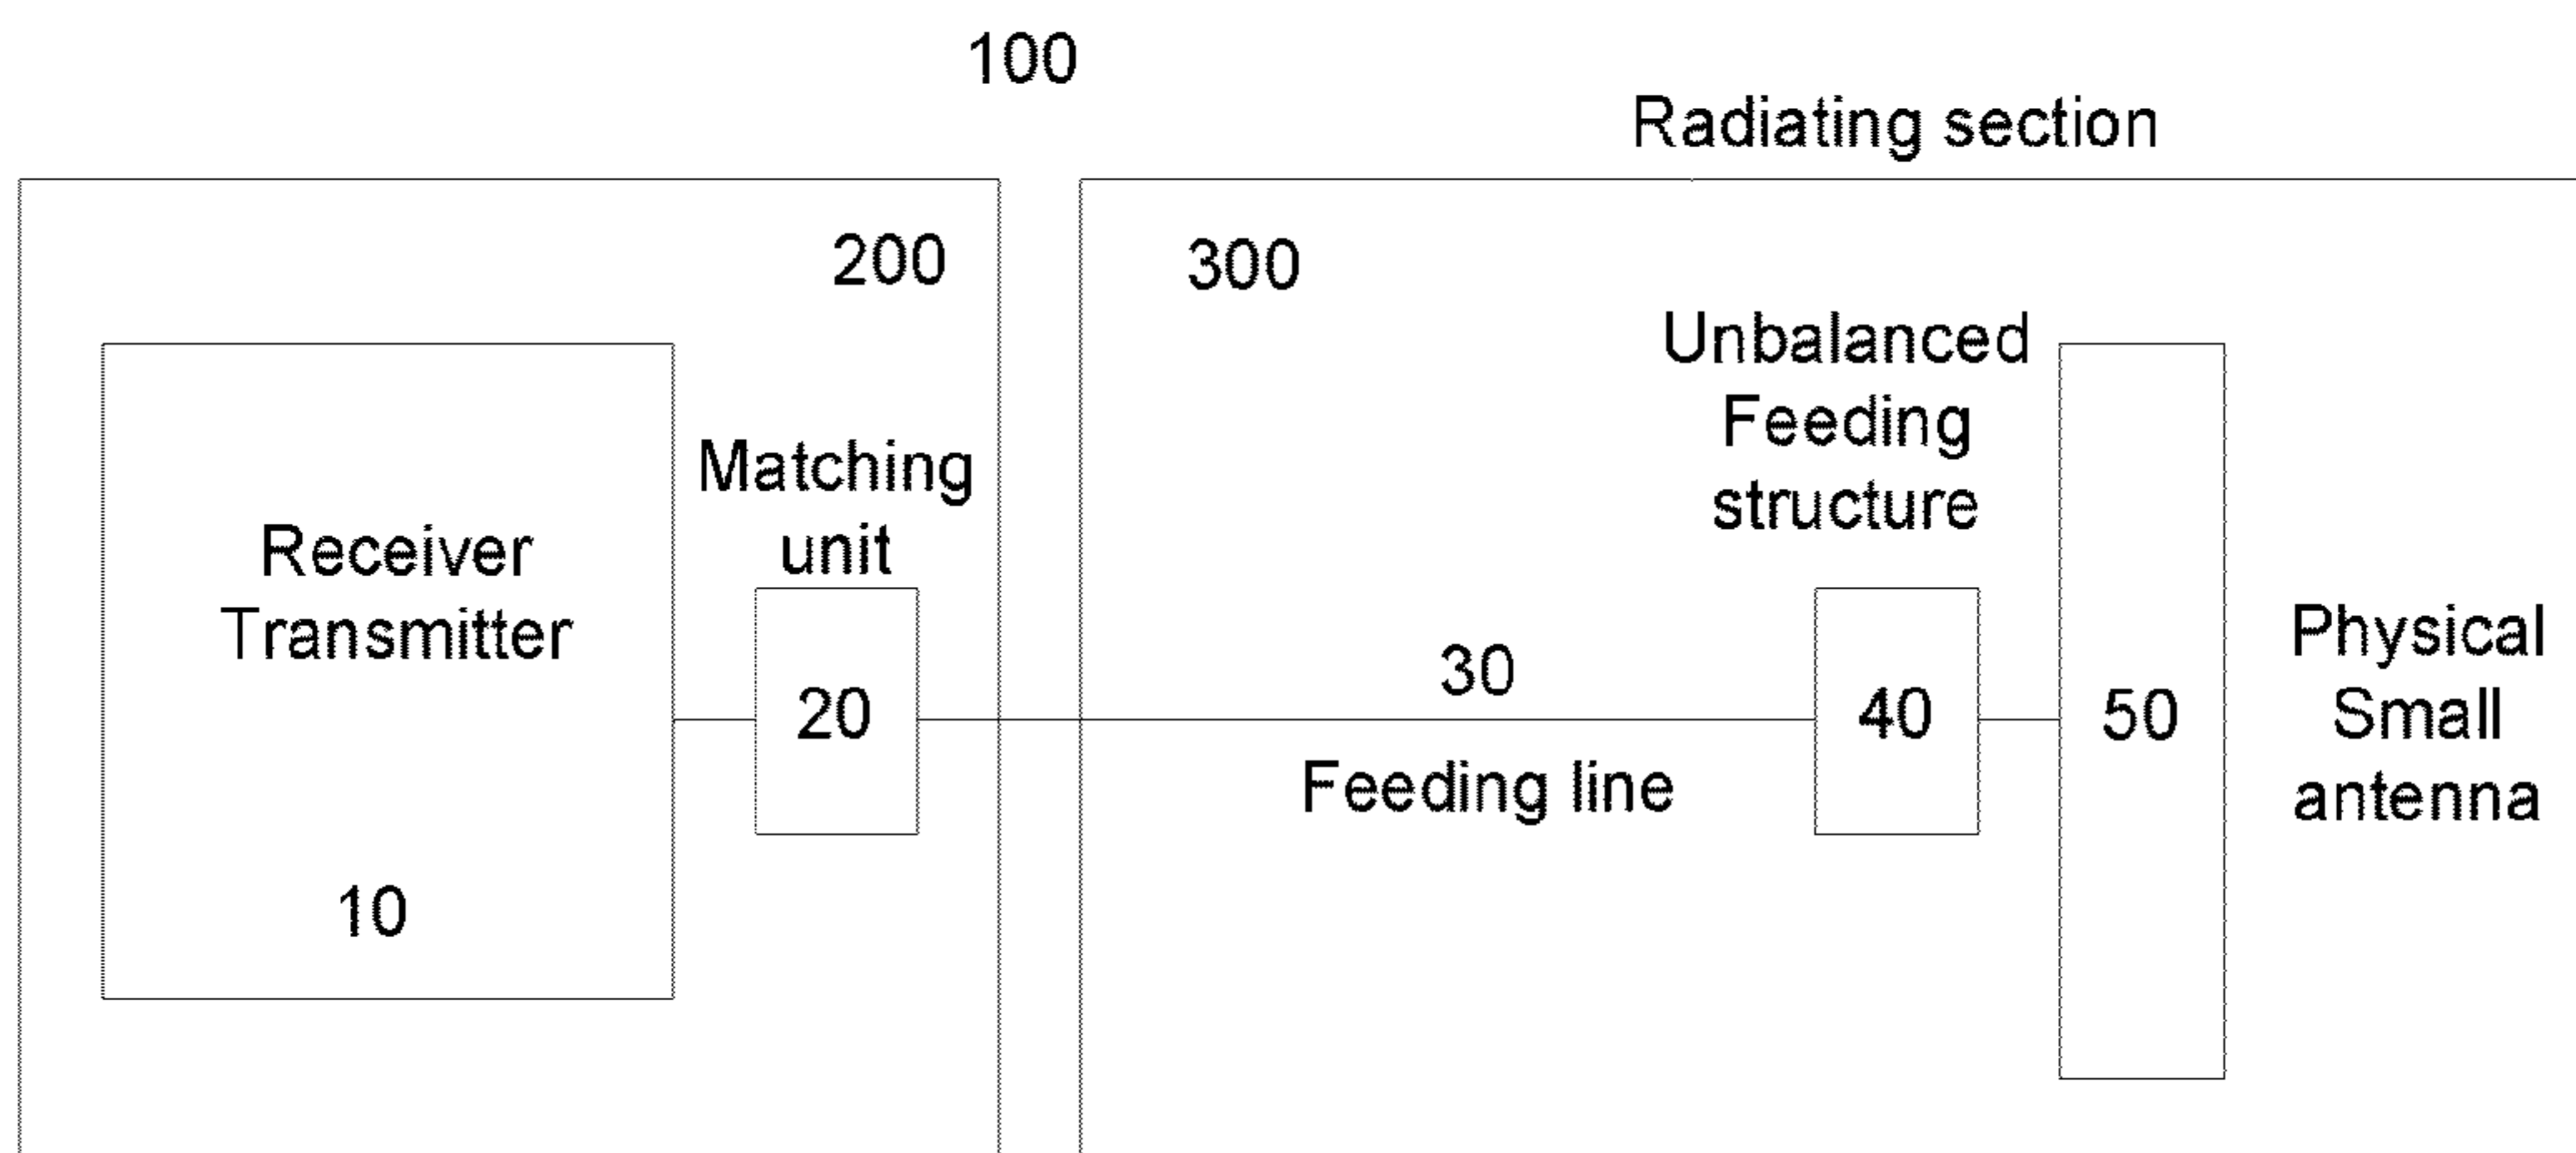 100
Radiating section
200
300
Receiver
Transmitter
10
Matching
unit
20
30
Feeding line
Unbalanced
Feeding
structure
40
50
Physical
Small
antenna